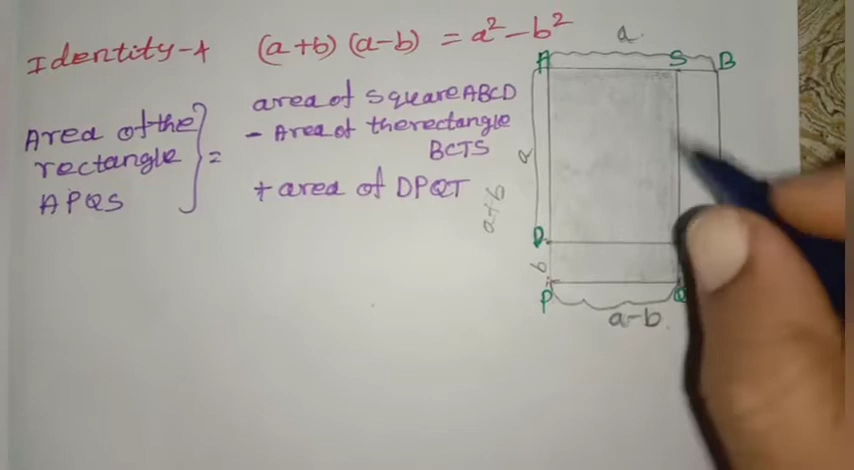 Identity-4 (a+b) (a-b) = a² - b²
Area of the rectangle APQS } =
area of square ABCD
- Area of the rectangle
BCTS
+ area of DPQT
a
A S B
a
a+b
D
b
P Q
a-b